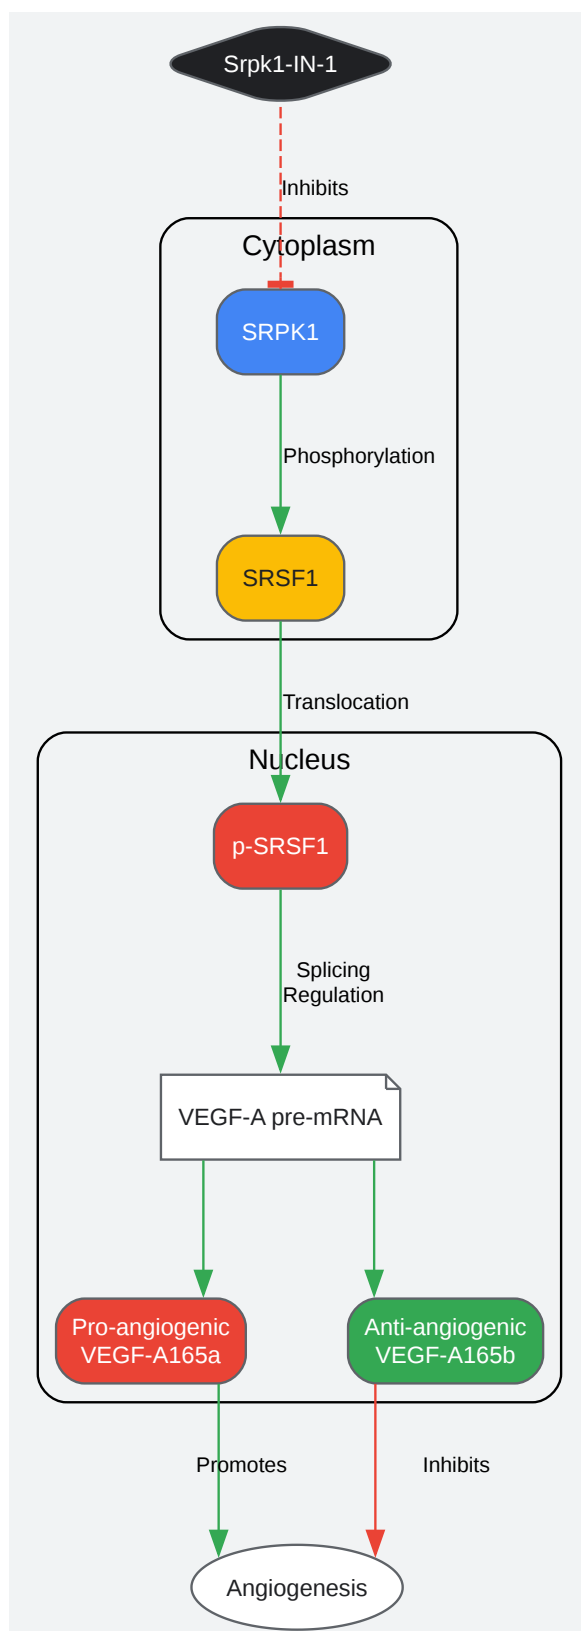 Srpk1-IN-1
Inhibits
Cytoplasm
SRPK1
Phosphorylation
SRSF1
Translocation
Nucleus
p-SRSF1
Splicing
Regulation
VEGF-A pre-mRNA
Pro-angiogenic
VEGF-A165a
Anti-angiogenic
VEGF-A165b
Promotes
Inhibits
Angiogenesis